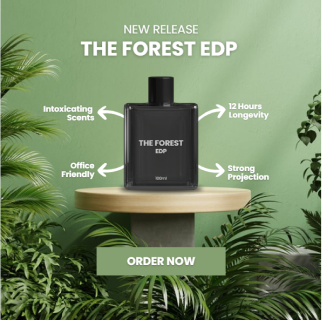 NEW RELEASE
THE FOREST EDP
Intoxicating
Scents
12 Hours
Longevity
THE FOREST
EDP
100ml
Office
Friendly
Strong
Projection
ORDER NOW